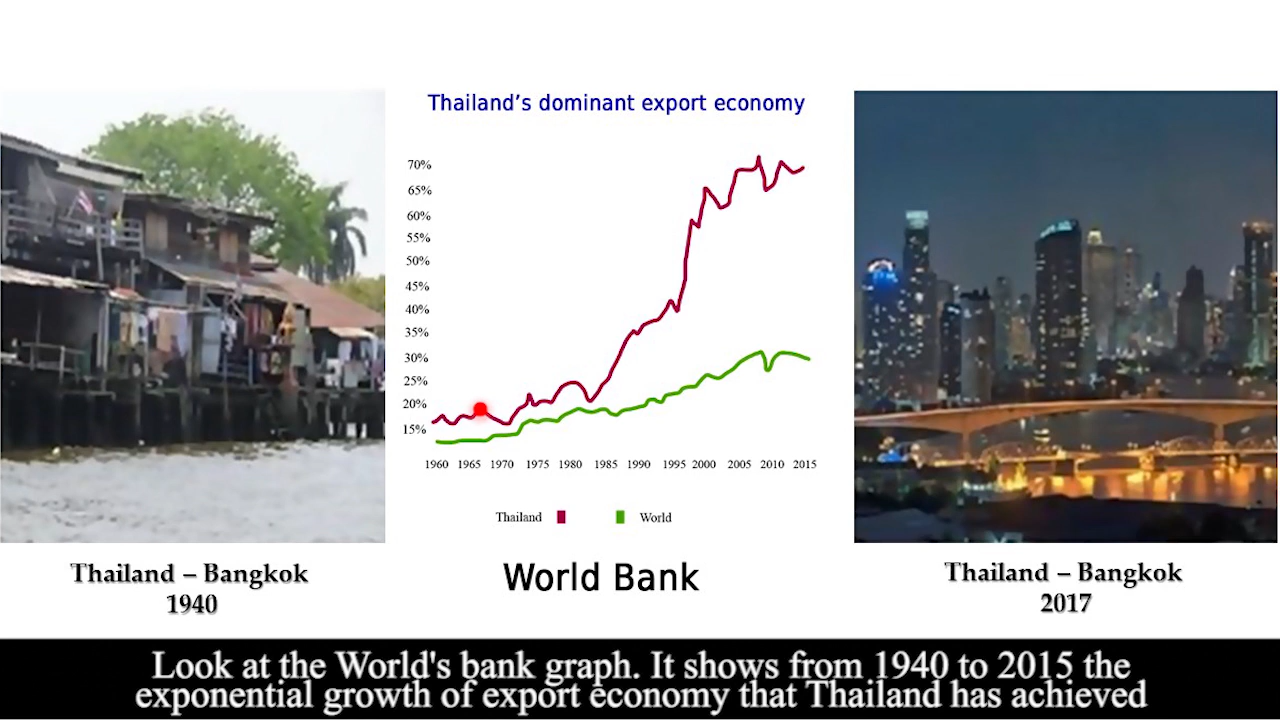 Thailand's dominant export economy
70%
65%
60%
55%
50%
45%
40%
35%
30%
25%
20%
15%
1960 1965 1970 1975 1980 1985 1990 1995 2000 2005 2010 2015
Thailand World
World Bank
Thailand – Bangkok
1940
Thailand – Bangkok
2017
Look at the World's bank graph. It shows from 1940 to 2015 the
exponential growth of export economy that Thailand has achieved